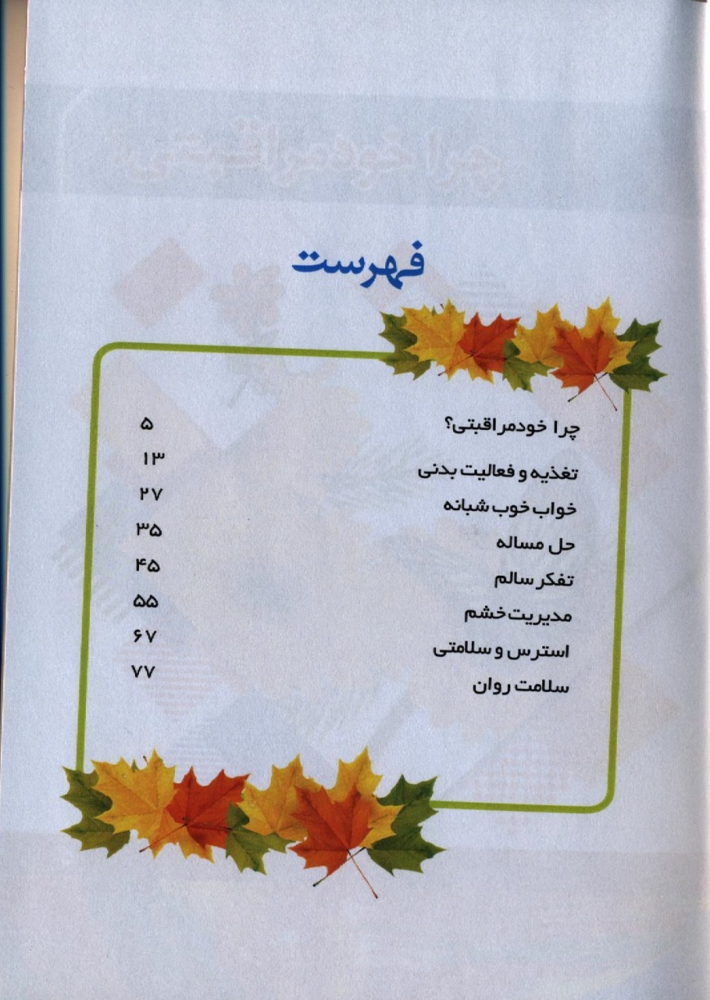 فهرست
چرا خودمراقبتی؟ ۵
تغذیه و فعالیت بدنی ۱۳
خواب خوب شبانه ۲۷
حل مساله ۳۵
تفکر سالم ۴۵
مدیریت خشم ۵۵
استرس و سلامتی ۶۷
سلامت روان ۷۷